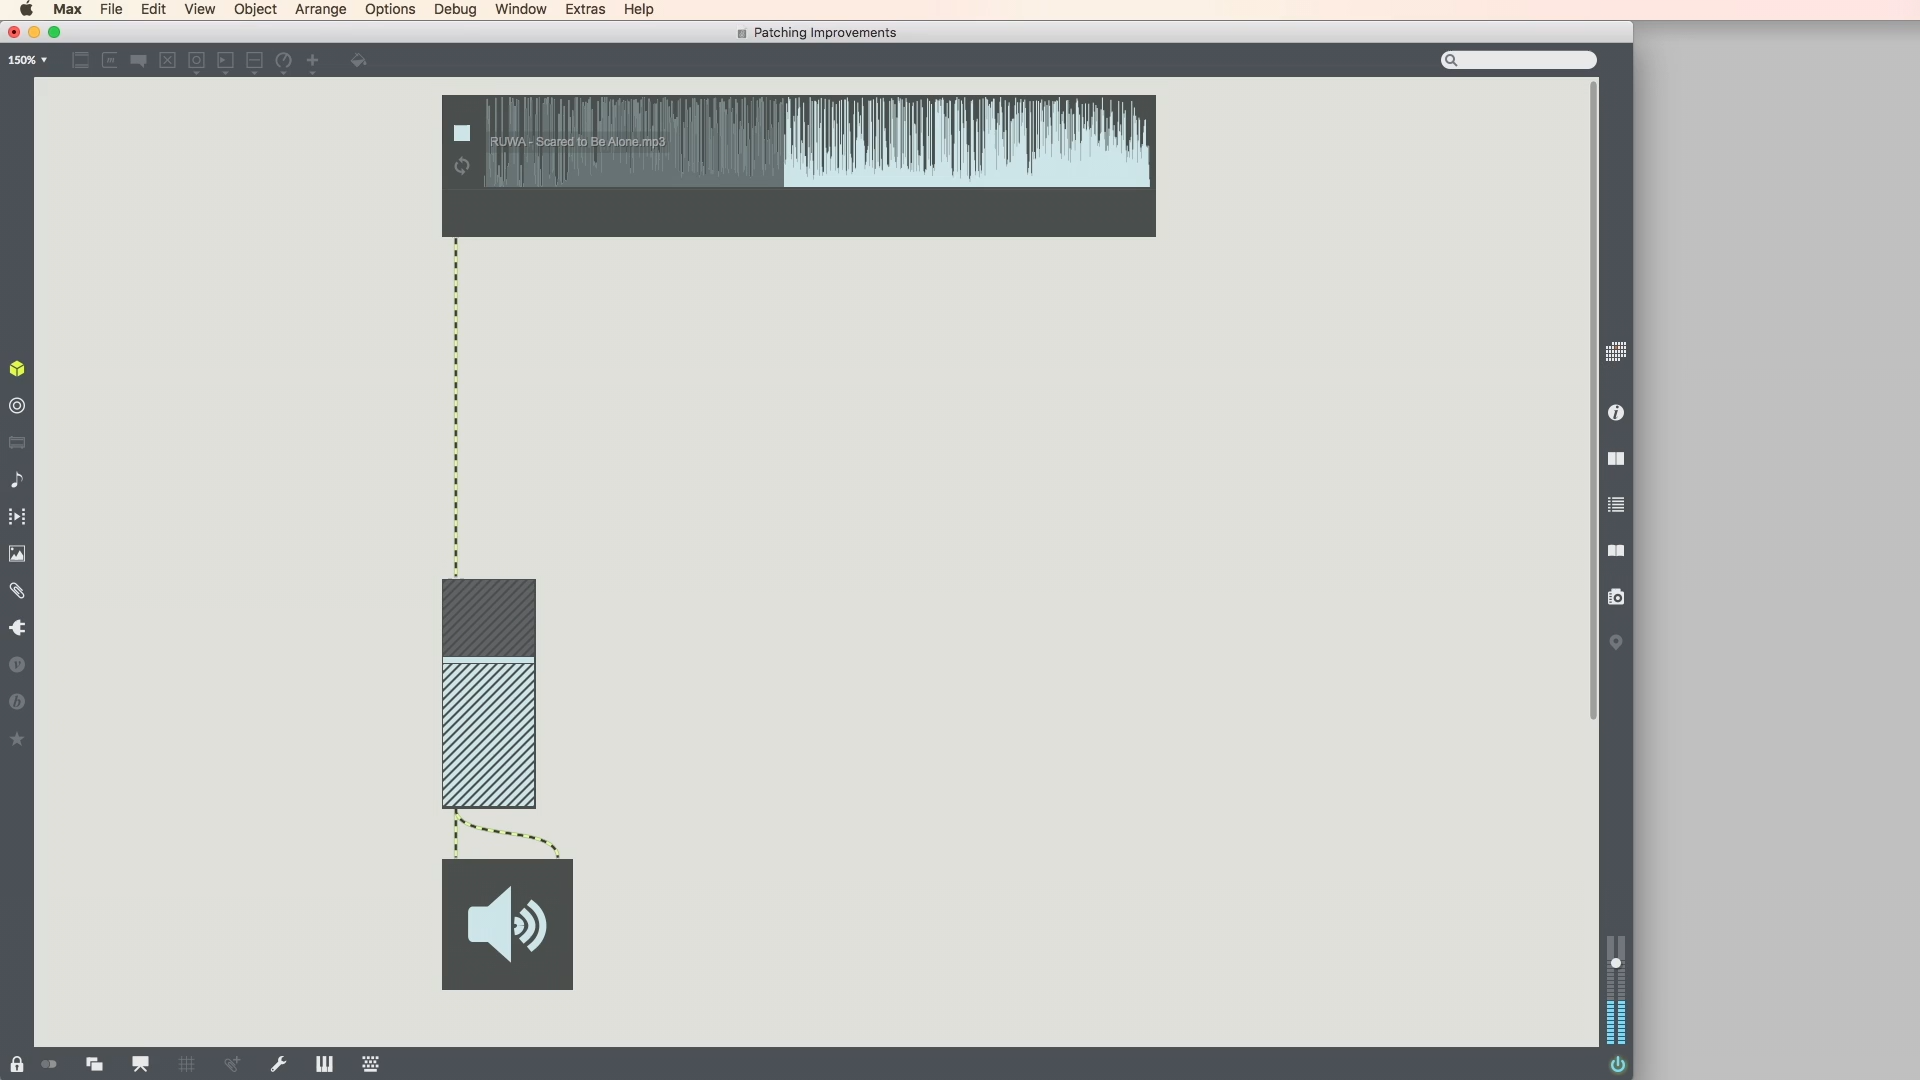 Max File Edit View Object Arrange Options Debug Window Extras Help
Patching Improvements
150%
RUWA - Scared to Be Alone.mp3